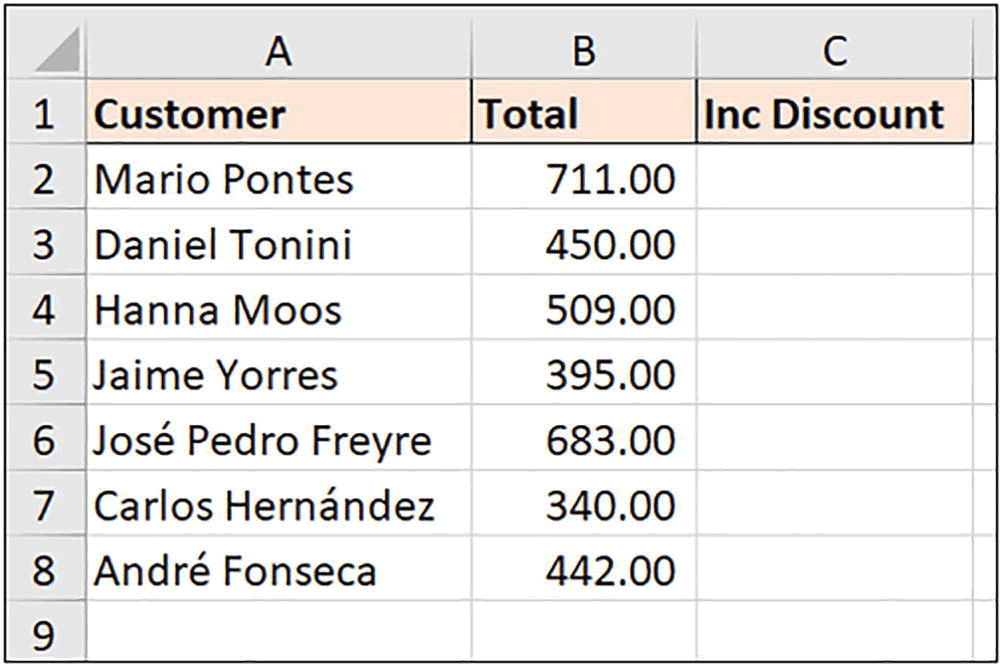 A B C
1 Customer Total Inc Discount
2 Mario Pontes 711.00
3 Daniel Tonini 450.00
4 Hanna Moos 509.00
5 Jaime Yorres 395.00
6 José Pedro Freyre 683.00
7 Carlos Hernández 340.00
8 André Fonseca 442.00
9